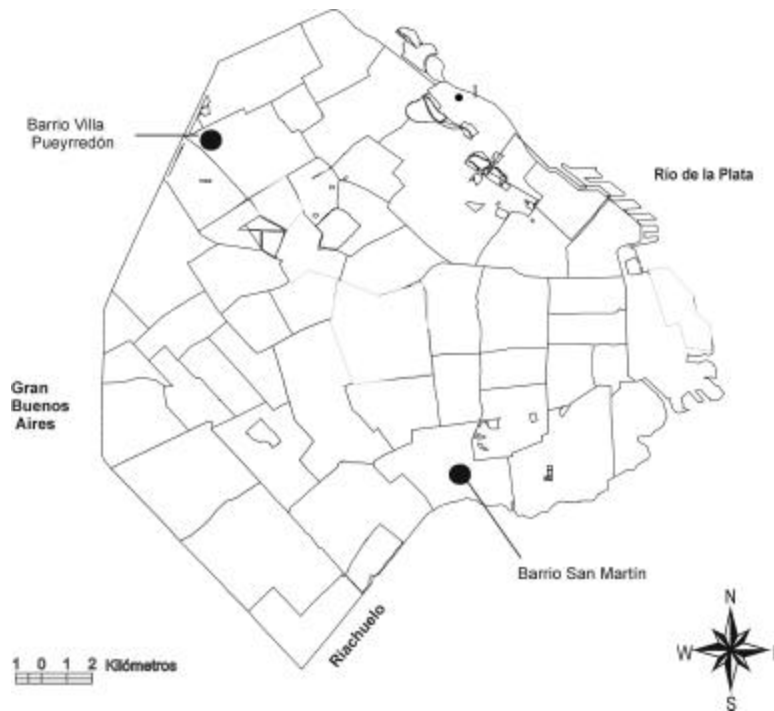 Barrio Villa
Pueyrredón
Río de la Plata
Gran
Buenos
Aires
Barrio San Martín
Riachuelo
1 0 1 2 Kilómetros
N
W
S